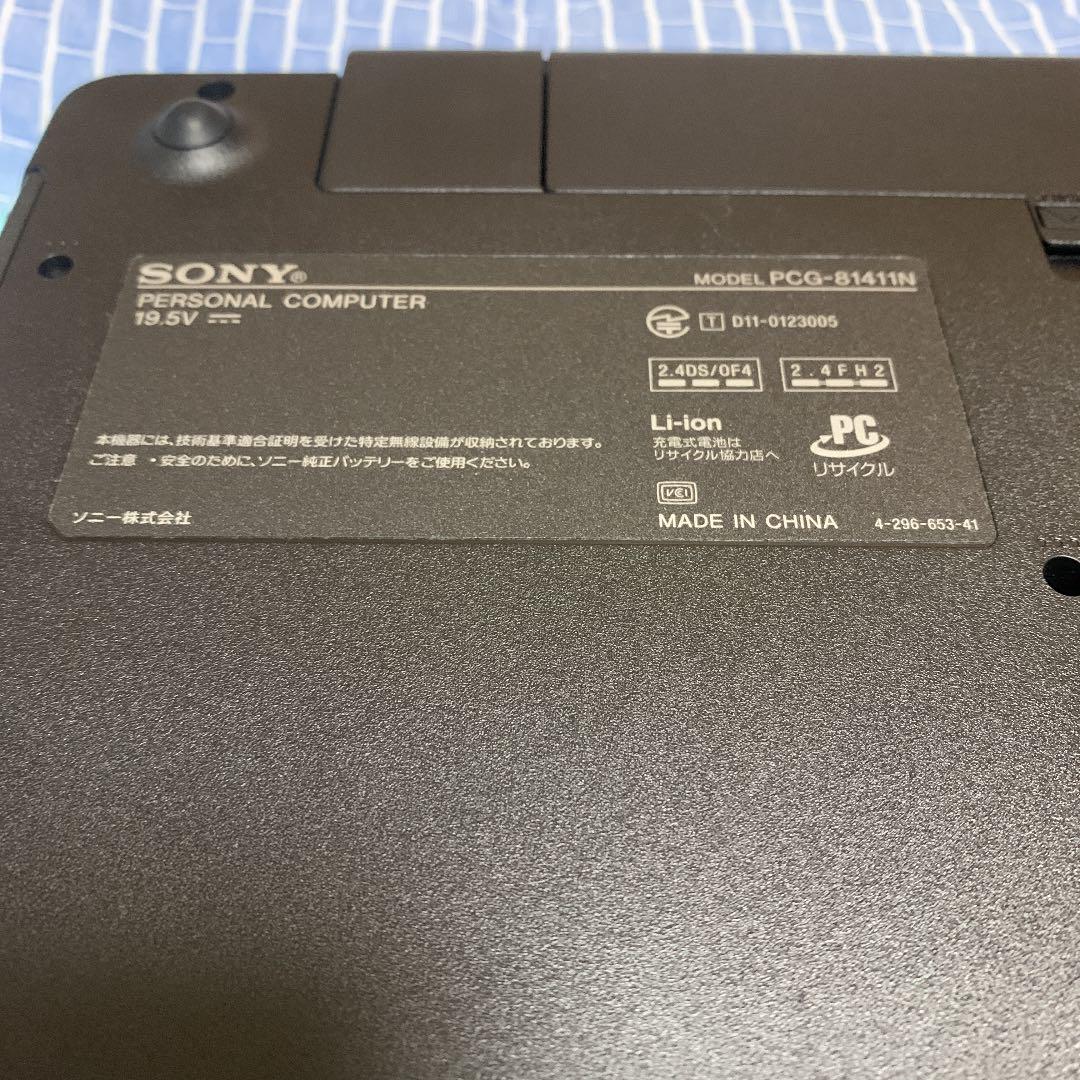 SONY®
MODEL PCG-81411N
PERSONAL COMPUTER
19.5V
T D11-0123005
2.4DS/OF4
2.4FH2
Li-ion
充電式電池は
リサイクル協力店へ
PC
リサイクル
本機器には、技術基準適合証明を受けた特定無線設備が収納されております。
ご注意 ・安全のために、ソニー純正バッテリーをご使用ください。
VCI
ソニー株式会社
MADE IN CHINA
4-296-653-41